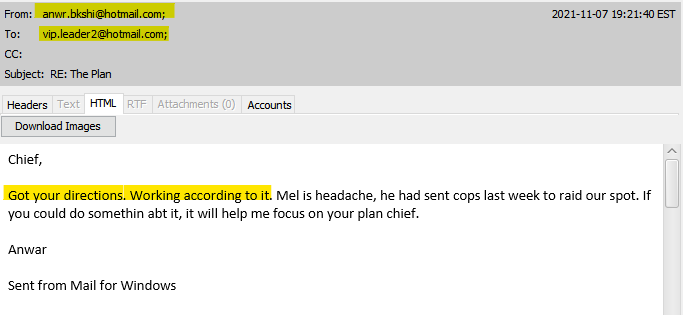 From: anwr.bkshi@hotmail.com; 2021-11-07 19:21:40 EST
To: vip.leader2@hotmail.com;
CC:
Subject: RE: The Plan
Headers Text HTML RTF Attachments (0) Accounts
Download Images
Chief,
Got your directions. Working according to it. Mel is headache, he had sent cops last week to raid our spot. If
you could do somethin abt it, it will help me focus on your plan chief.
Anwar
Sent from Mail for Windows